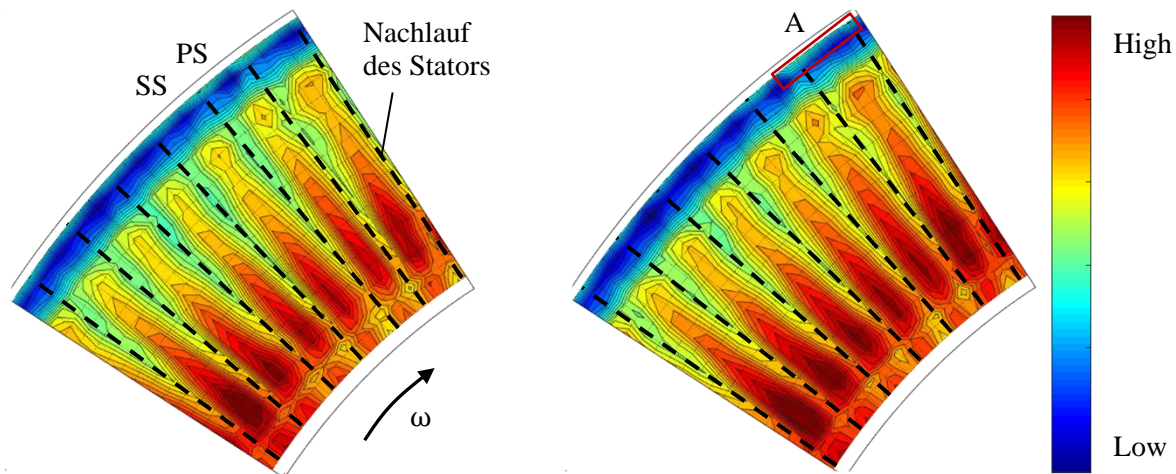 PS
SS
Nachlauf
des Stators
ω
A
High
Low